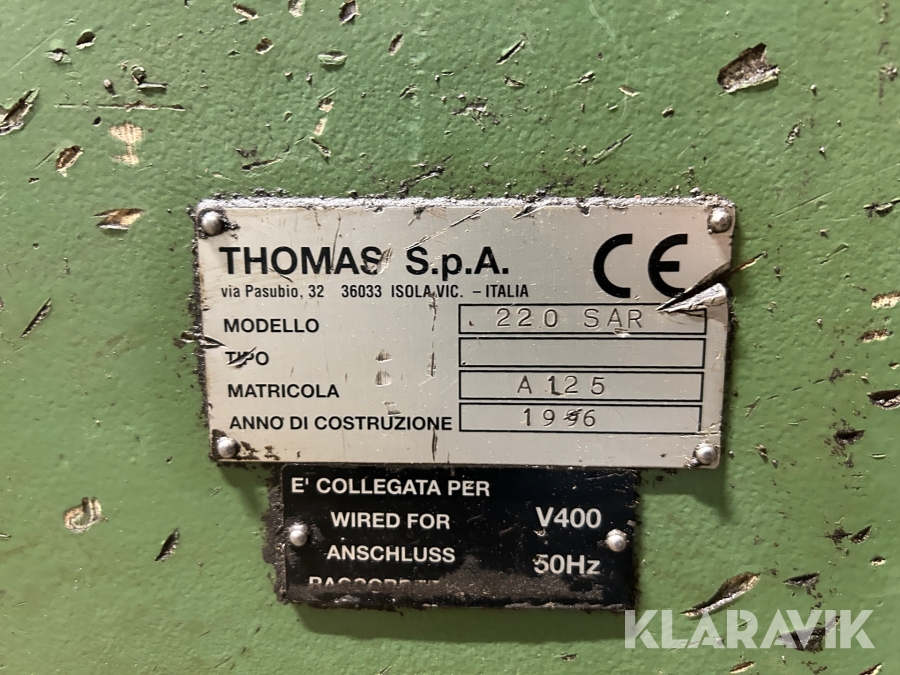 THOMAS S.p.A. CE
via Pasubio, 32 36033 ISOLA VIC. - ITALIA
MODELLO 220 SAR
TIPO
MATRICOLA A125
ANNO DI COSTRUZIONE 1996
E' COLLEGATA PER
WIRED FOR V400
ANSCHLUSS 50Hz
KLARAVIK